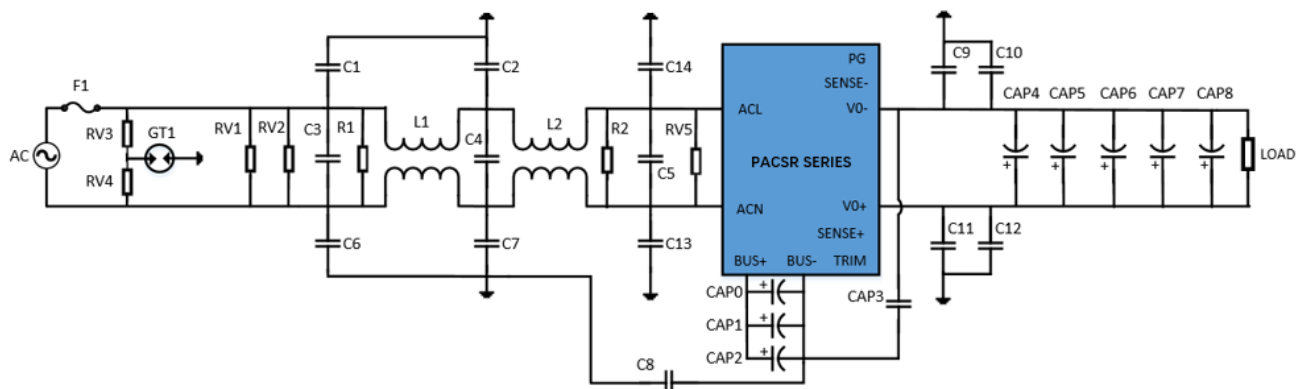 C1
C2
C14
C9
C10
PG
SENSE-
F1
ACL
V0-
CAP4
CAP5
CAP6
CAP7
CAP8
RV3
GT1
RV1
RV2
C3
R1
L1
C4
L2
R2
RV5
AC
C5
PACSR SERIES
LOAD
RV4
+
+
+
+
+
ACN
V0+
C6
C7
C13
SENSE+
C11
C12
BUS+
BUS-
TRIM
CAP0
+
CAP3
CAP1
+
CAP2
+
C8